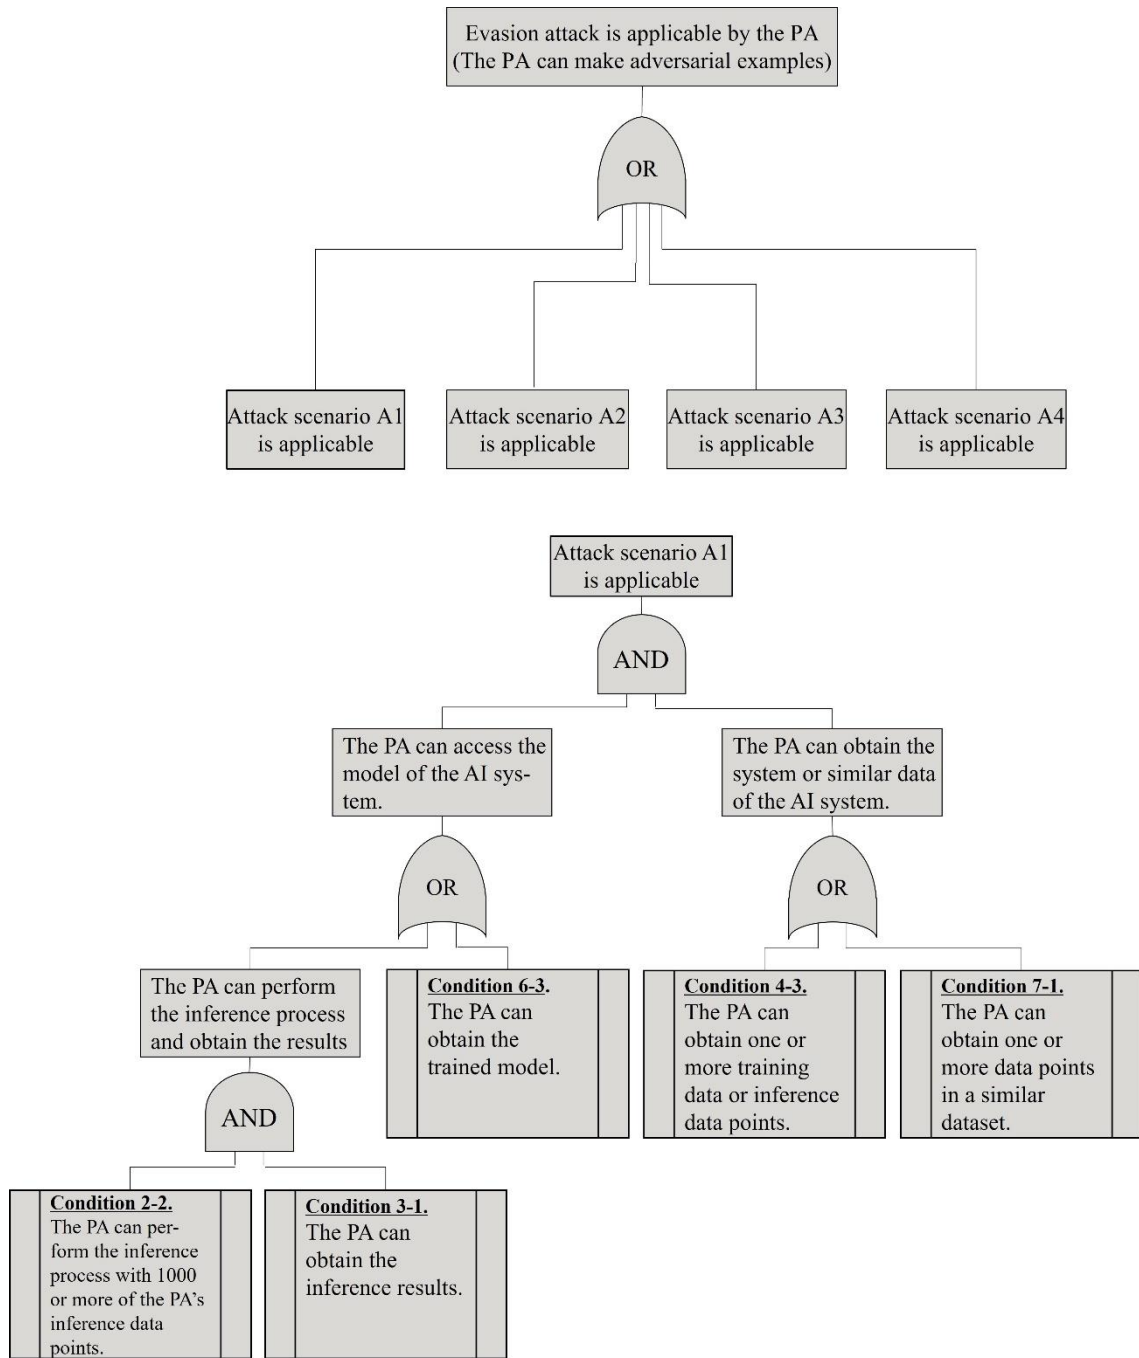 Evasion attack is applicable by the PA
(The PA can make adversarial examples)
OR
Attack scenario A1
is applicable
Attack scenario A2
is applicable
Attack scenario A3
is applicable
Attack scenario A4
is applicable
Attack scenario A1
is applicable
AND
The PA can access the
model of the AI sys-
tem.
The PA can obtain the
system or similar data
of the AI system.
OR
OR
The PA can perform
the inference process
and obtain the results
Condition 6-3.
The PA can
obtain the
trained model.
Condition 4-3.
The PA can
obtain one or
more training
data or inference
data points.
Condition 7-1.
The PA can
obtain one or
more data points
in a similar
dataset.
AND
Condition 2-2.
The PA can per-
form the inference
process with 1000
or more of the PA's
inference data
points.
Condition 3-1.
The PA can
obtain the
inference results.